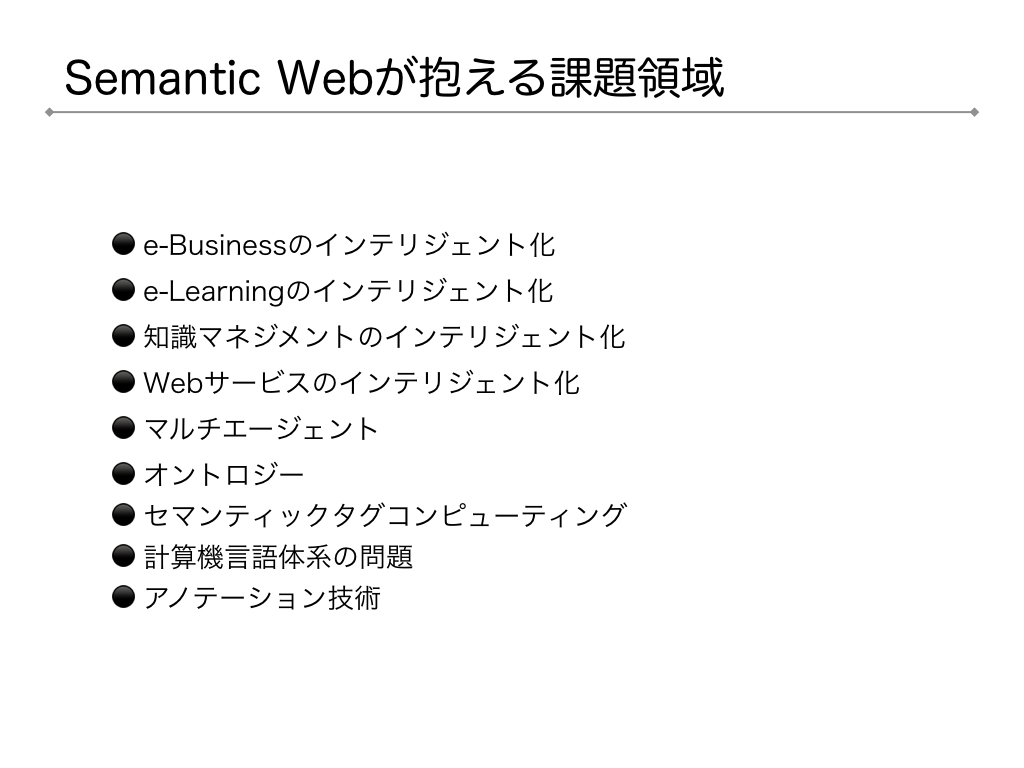 Semantic Webが抱える課題領域
● e-Businessのインテリジェント化
● e-Learningのインテリジェント化
● 知識マネジメントのインテリジェント化
● Webサービスのインテリジェント化
● マルチエージェント
● オントロジー
● セマンティックタグコンピューティング
● 計算機言語体系の問題
● アノテーション技術